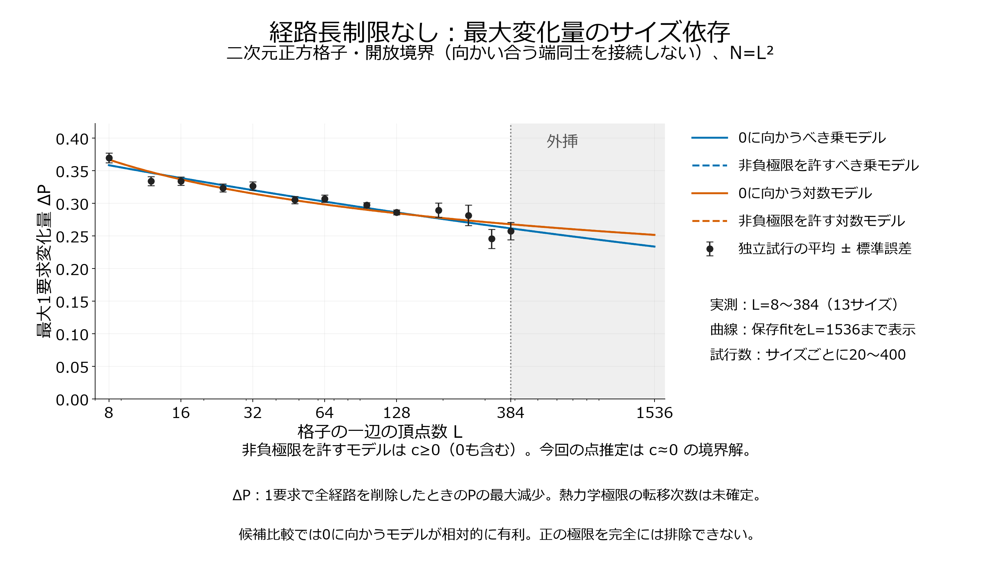 経路長制限なし：最大変化量のサイズ依存
二次元正方格子・開放境界（向かい合う端同士を接続しない）、N=L²
最大1要求変化量 ΔP
0.40
0.35
0.30
0.25
0.20
0.15
0.10
0.05
0.00
外挿
8
16
32
64
128
384
1536
格子の一辺の頂点数 L
0に向かうべき乗モデル
非負極限を許すべき乗モデル
0に向かう対数モデル
非負極限を許す対数モデル
独立試行の平均 ± 標準誤差
実測：L=8～384（13サイズ）
曲線：保存fitをL=1536まで表示
試行数：サイズごとに20～400
非負極限を許すモデルは c≥0（0も含む）。今回の点推定は c≈0 の境界解。
ΔP：1要求で全経路を削除したときのPの最大減少。熱力学極限の転移次数は未確定。
候補比較では0に向かうモデルが相対的に有利。正の極限を完全には排除できない。